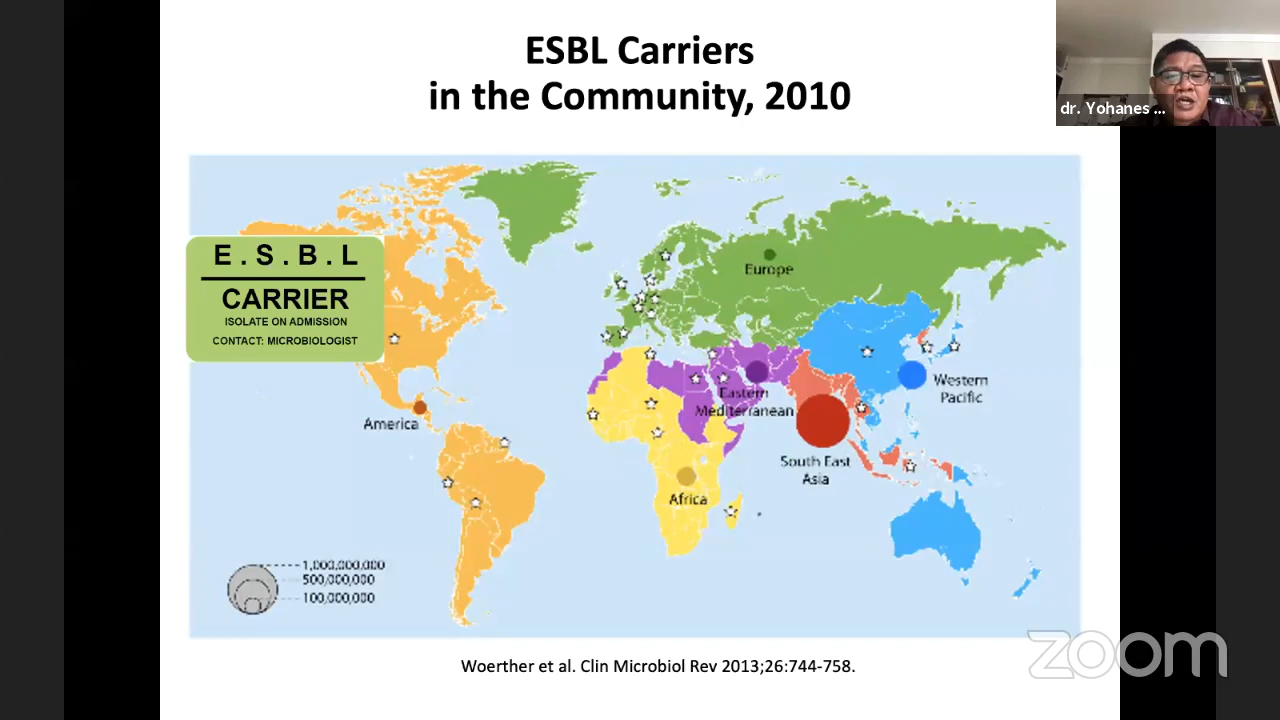 ESBL Carriers
in the Community, 2010
dr. Yohanes ...
E.S.B.L
CARRIER
ISOLATE ON ADMISSION
CONTACT: MICROBIOLOGIST
Europe
Eastern
Mediterranean
Western
Pacific
America
South East
Asia
Africa
1,000,000,000
500,000,000
100,000,000
zoom
Woerther et al. Clin Microbiol Rev 2013;26:744-758.